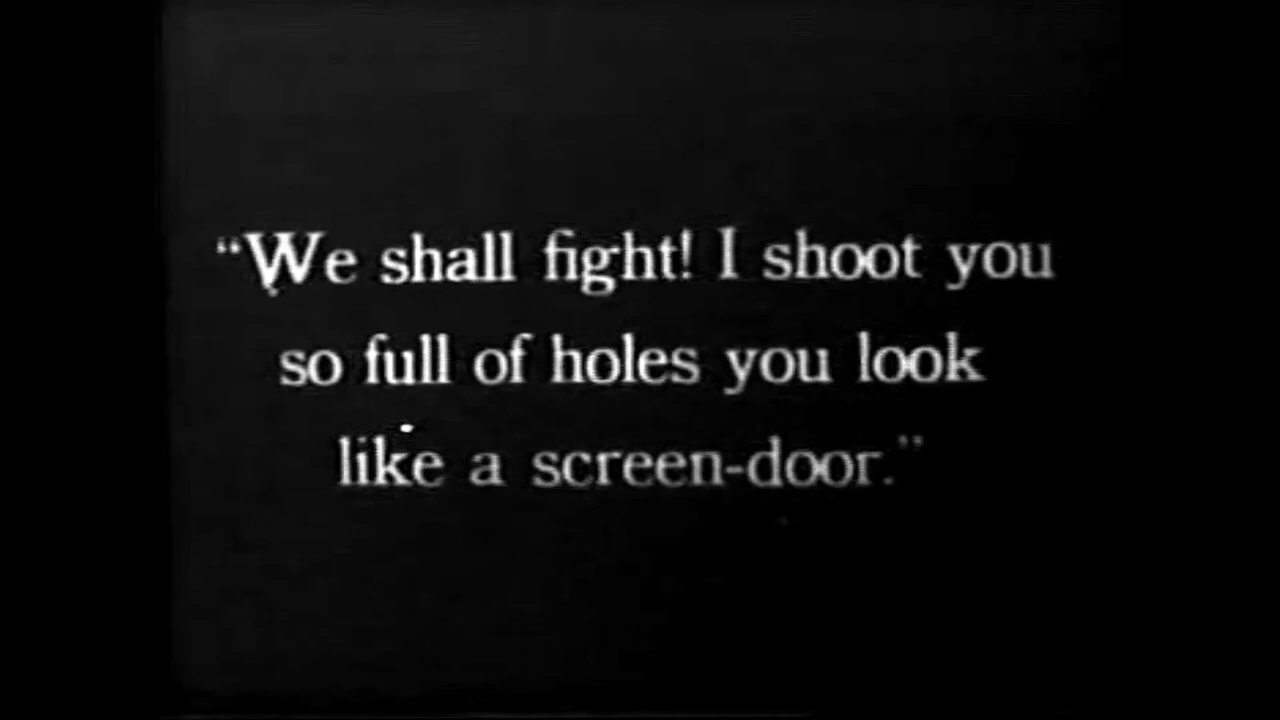 “We shall fight! I shoot you
so full of holes you look
like a screen-door.”